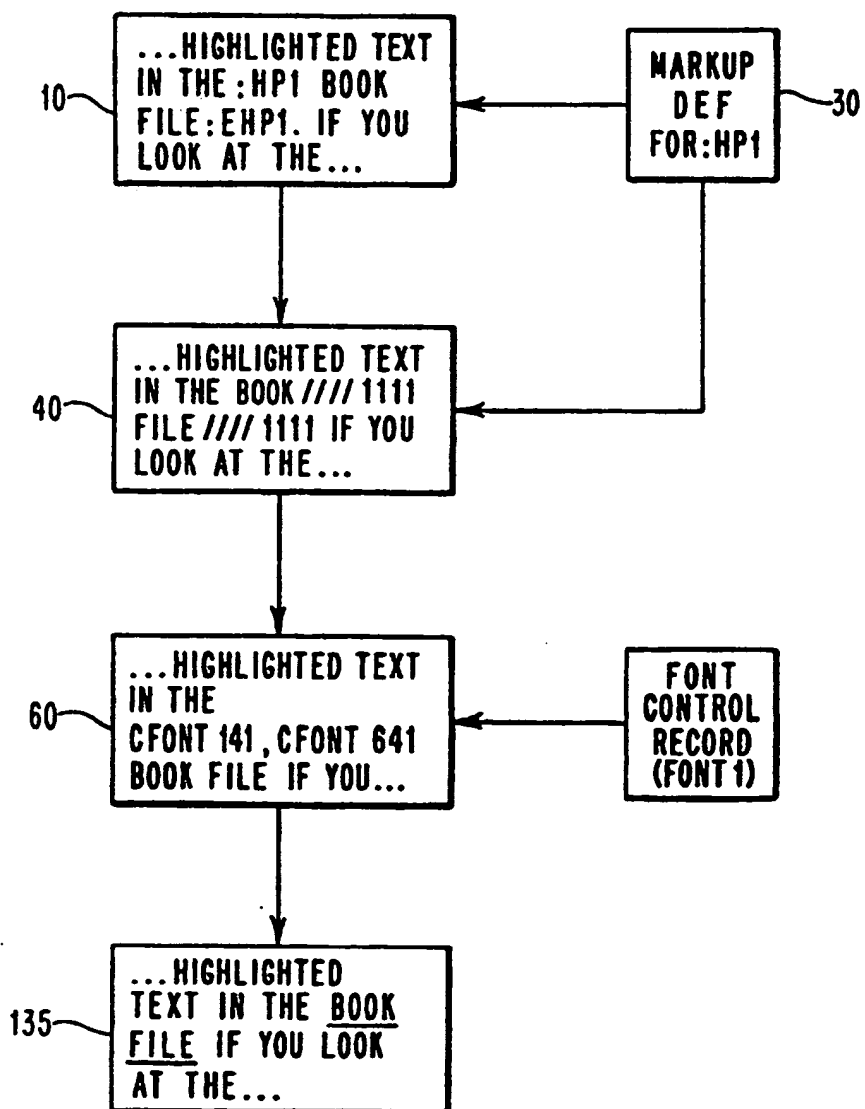 ...HIGHLIGHTED TEXT
IN THE :HP1 BOOK
FILE:EHP1. IF YOU
LOOK AT THE...
10
MARKUP
DEF
FOR:HP1
30
...HIGHLIGHTED TEXT
IN THE BOOK //// 1111
FILE //// 1111 IF YOU
LOOK AT THE...
40
...HIGHLIGHTED TEXT
IN THE
CFONT 141, CFONT 641
BOOK FILE IF YOU...
60
FONT
CONTROL
RECORD
(FONT 1)
...HIGHLIGHTED
TEXT IN THE BOOK
FILE IF YOU LOOK
AT THE...
135